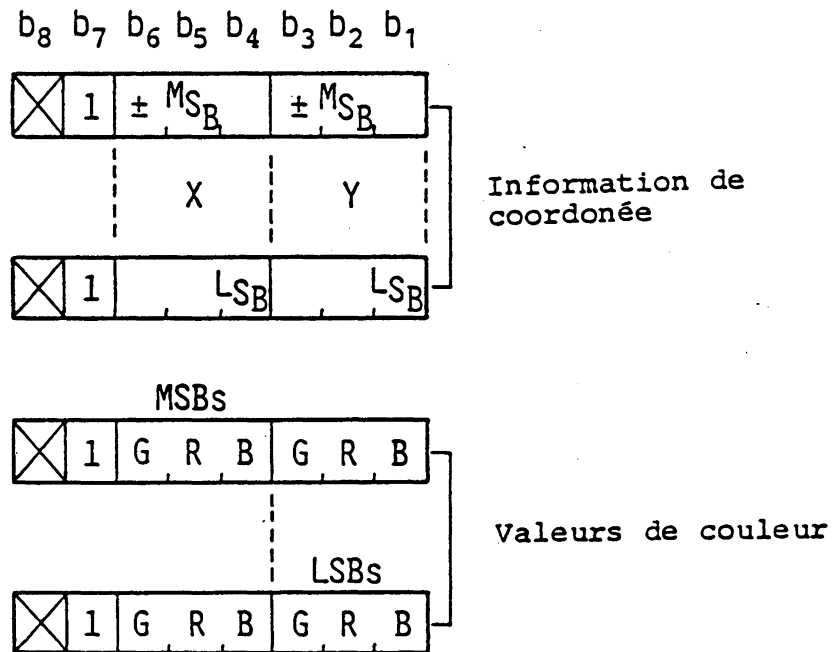 b8 b7 b6 b5 b4 b3 b2 b1
1 ± MSB ± MSB
X Y
Information de
coordonée
1 LSB LSB
MSBs
1 G R B G R B
Valeurs de couleur
LSBs
1 G R B G R B